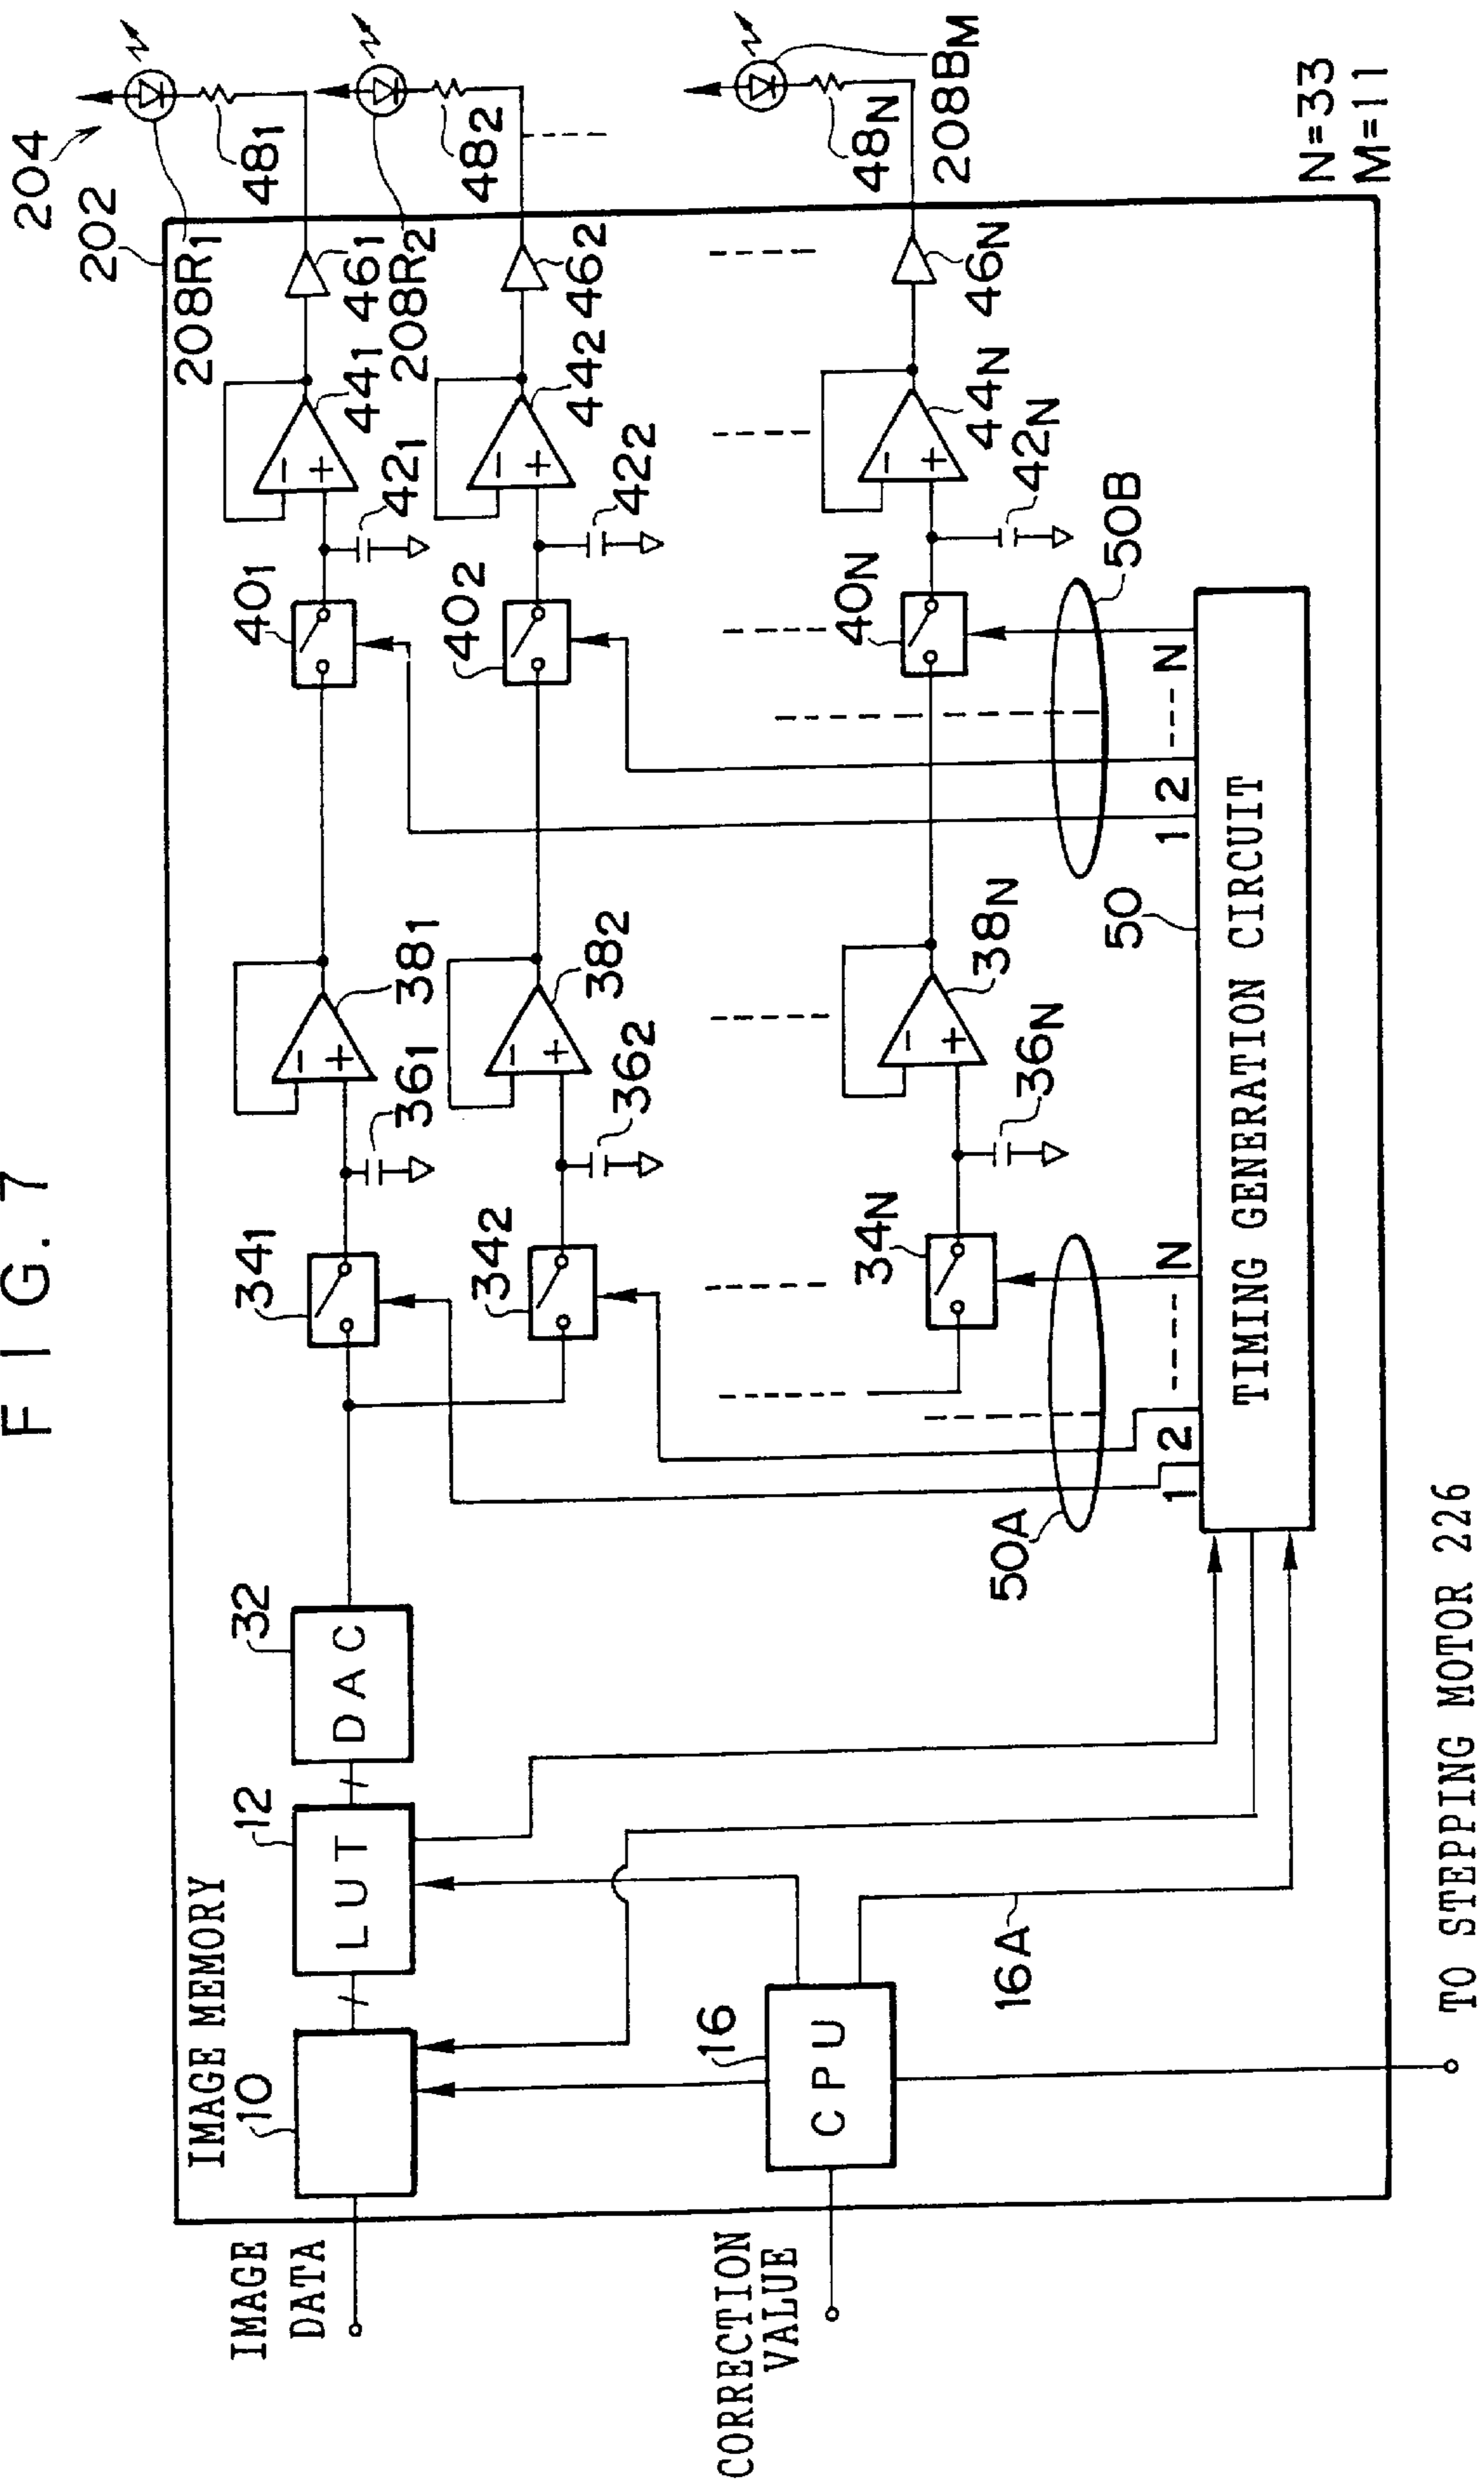 F I G. 7
204
202
208R1
481
208R2
482
48N
208BM
N=33
M=11
IMAGE MEMORY
IMAGE
DATA
10
12
LUT
32
DAC
341
361
381
401
421
441
461
342
362
382
402
422
442
462
34N
36N
38N
40N
42N
44N
46N
CORRECTION
VALUE
16
CPU
16A
50A
50B
1 2 ----- N
1 2 --- N
50
TIMING GENERATION CIRCUIT
TO STEPPING MOTOR 226
- +
- +
- +
- +
- +
- +